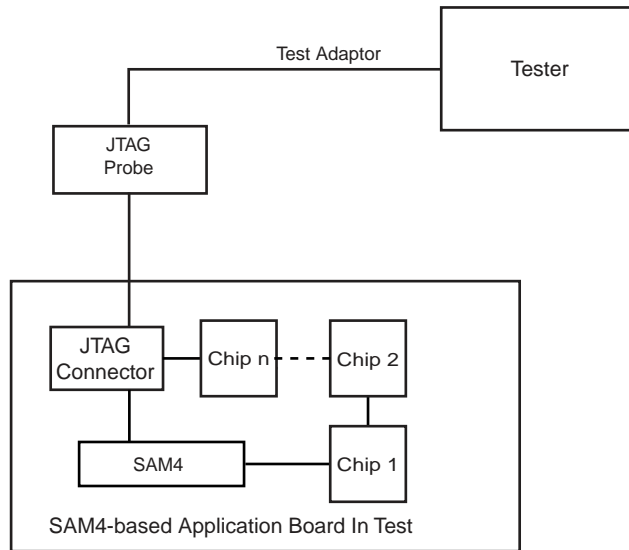 Test Adaptor
Tester
JTAG
Probe
JTAG
Connector
Chip n
Chip 2
SAM4
Chip 1
SAM4-based Application Board In Test